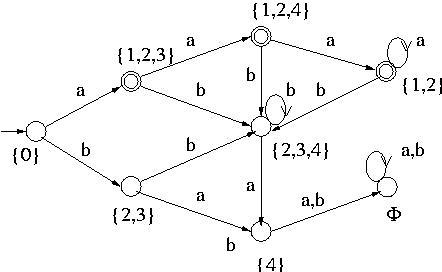 {1,2,4}
{1,2,3}
a
a
a
b
b
b
b
{1,2}
a
{0}
b
b
{2,3,4}
a,b
a
a
a,b
{2,3}
Φ
b
{4}